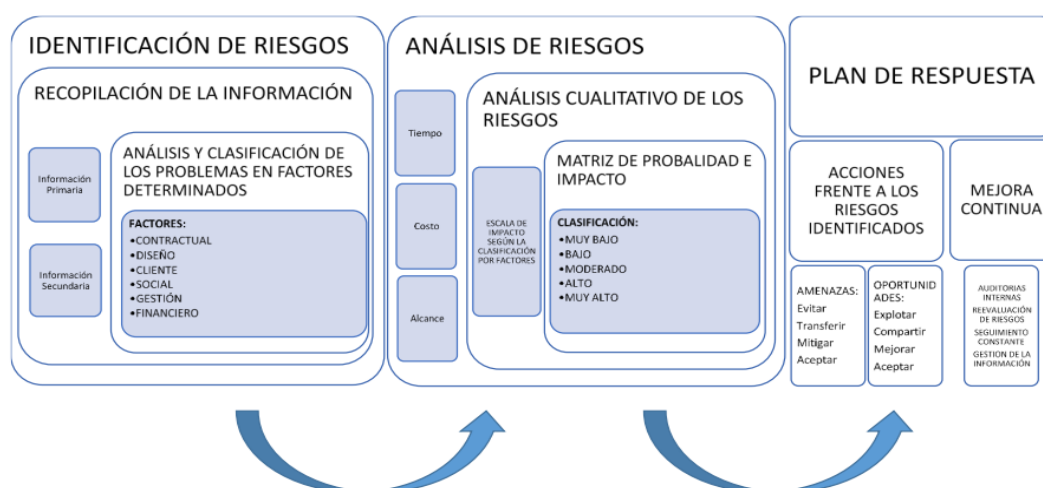 IDENTIFICACIÓN DE RIESGOS
RECOPILACIÓN DE LA INFORMACIÓN
Información
Primaria
Información
Secundaria
ANÁLISIS Y CLASIFICACIÓN DE
LOS PROBLEMAS EN FACTORES
DETERMINADOS
FACTORES:
•CONTRACTUAL
•DISEÑO
•CLIENTE
•SOCIAL
•GESTIÓN
•FINANCIERO
ANÁLISIS DE RIESGOS
Tiempo
Costo
Alcance
ANÁLISIS CUALITATIVO DE LOS
RIESGOS
ESCALA DE
IMPACTO
SEGÚN LA
CLASIFICACIÓN
POR FACTORES
MATRIZ DE PROBALIDAD E
IMPACTO
CLASIFICACIÓN:
•MUY BAJO
•BAJO
•MODERADO
•ALTO
•MUY ALTO
PLAN DE RESPUESTA
ACCIONES
FRENTE A LOS
RIESGOS
IDENTIFICADOS
AMENAZAS:
Evitar
Transferir
Mitigar
Aceptar
OPORTUNID
ADES:
Explotar
Compartir
Mejorar
Aceptar
MEJORA
CONTINUA
AUDITORIAS
INTERNAS
REEVALUACIÓN
DE RIESGOS
SEGUIMIENTO
CONSTANTE
GESTION DE LA
INFORMACIÓN